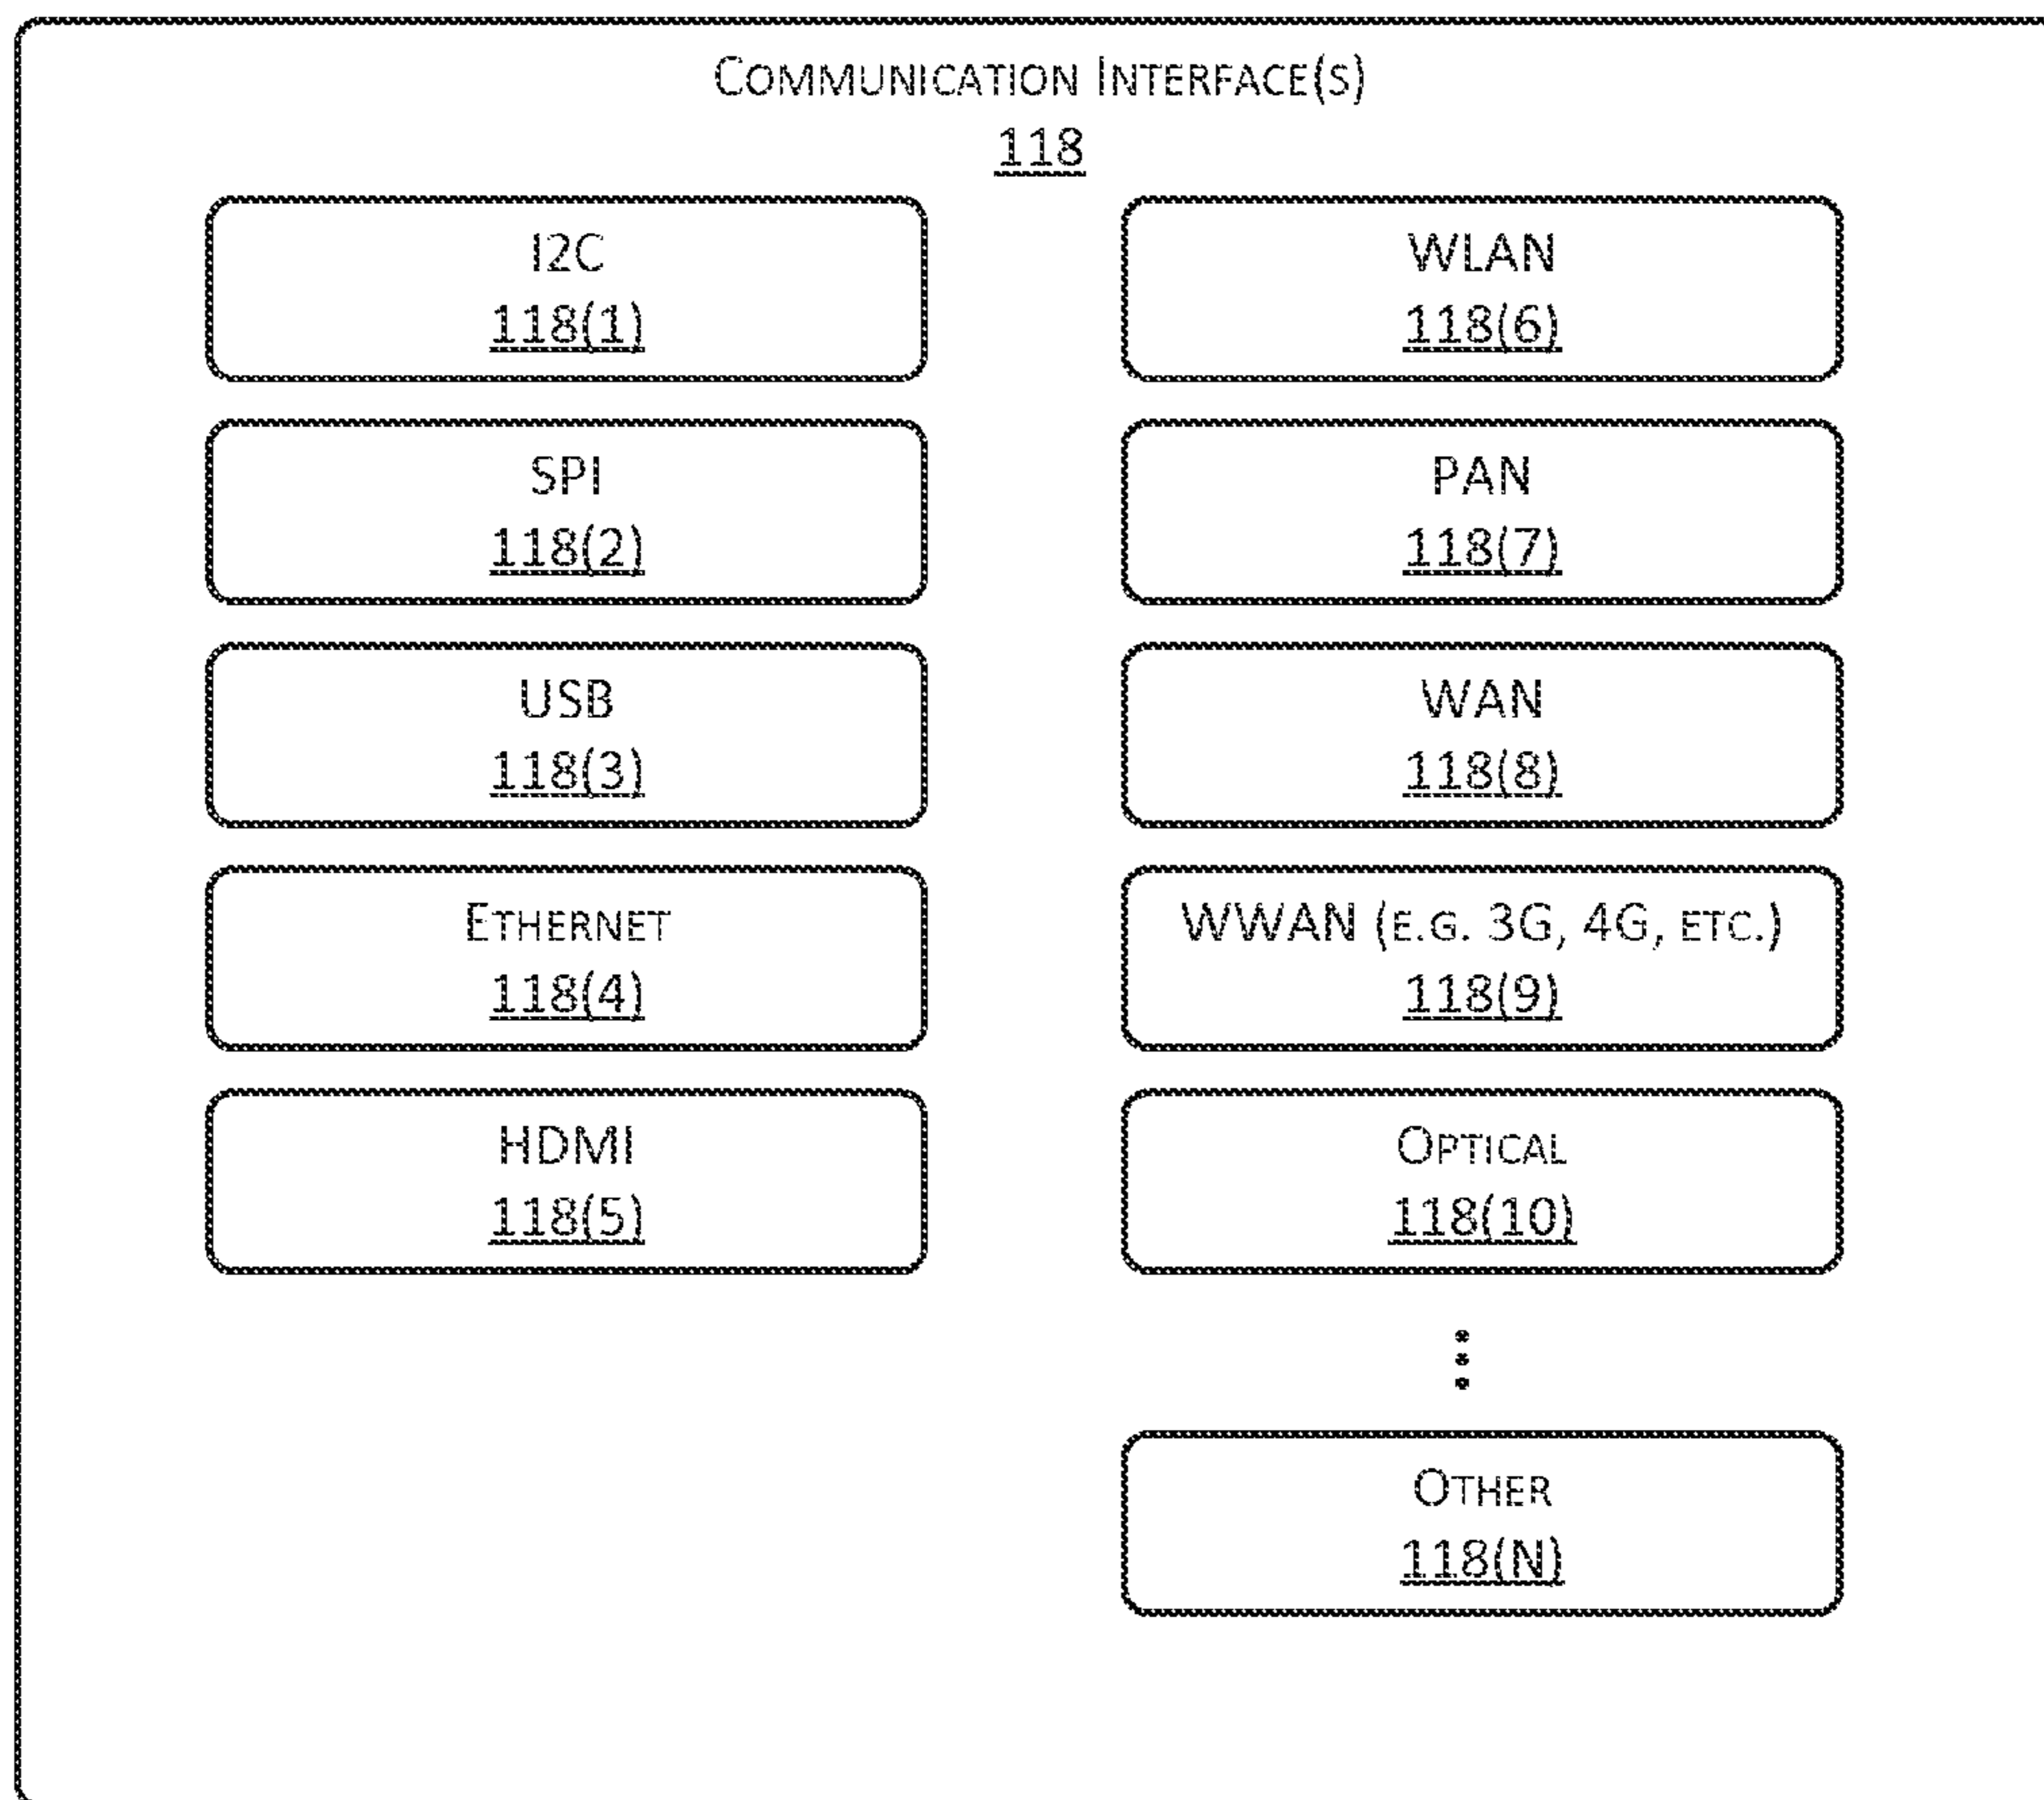 COMMUNICATION INTERFACE(S)
118
I2C
118(1)
SPI
118(2)
USB
118(3)
ETHERNET
118(4)
HDMI
118(5)
WLAN
118(6)
PAN
118(7)
WAN
118(8)
WWAN (E.G. 3G, 4G, ETC.)
118(9)
OPTICAL
118(10)
OTHER
118(N)